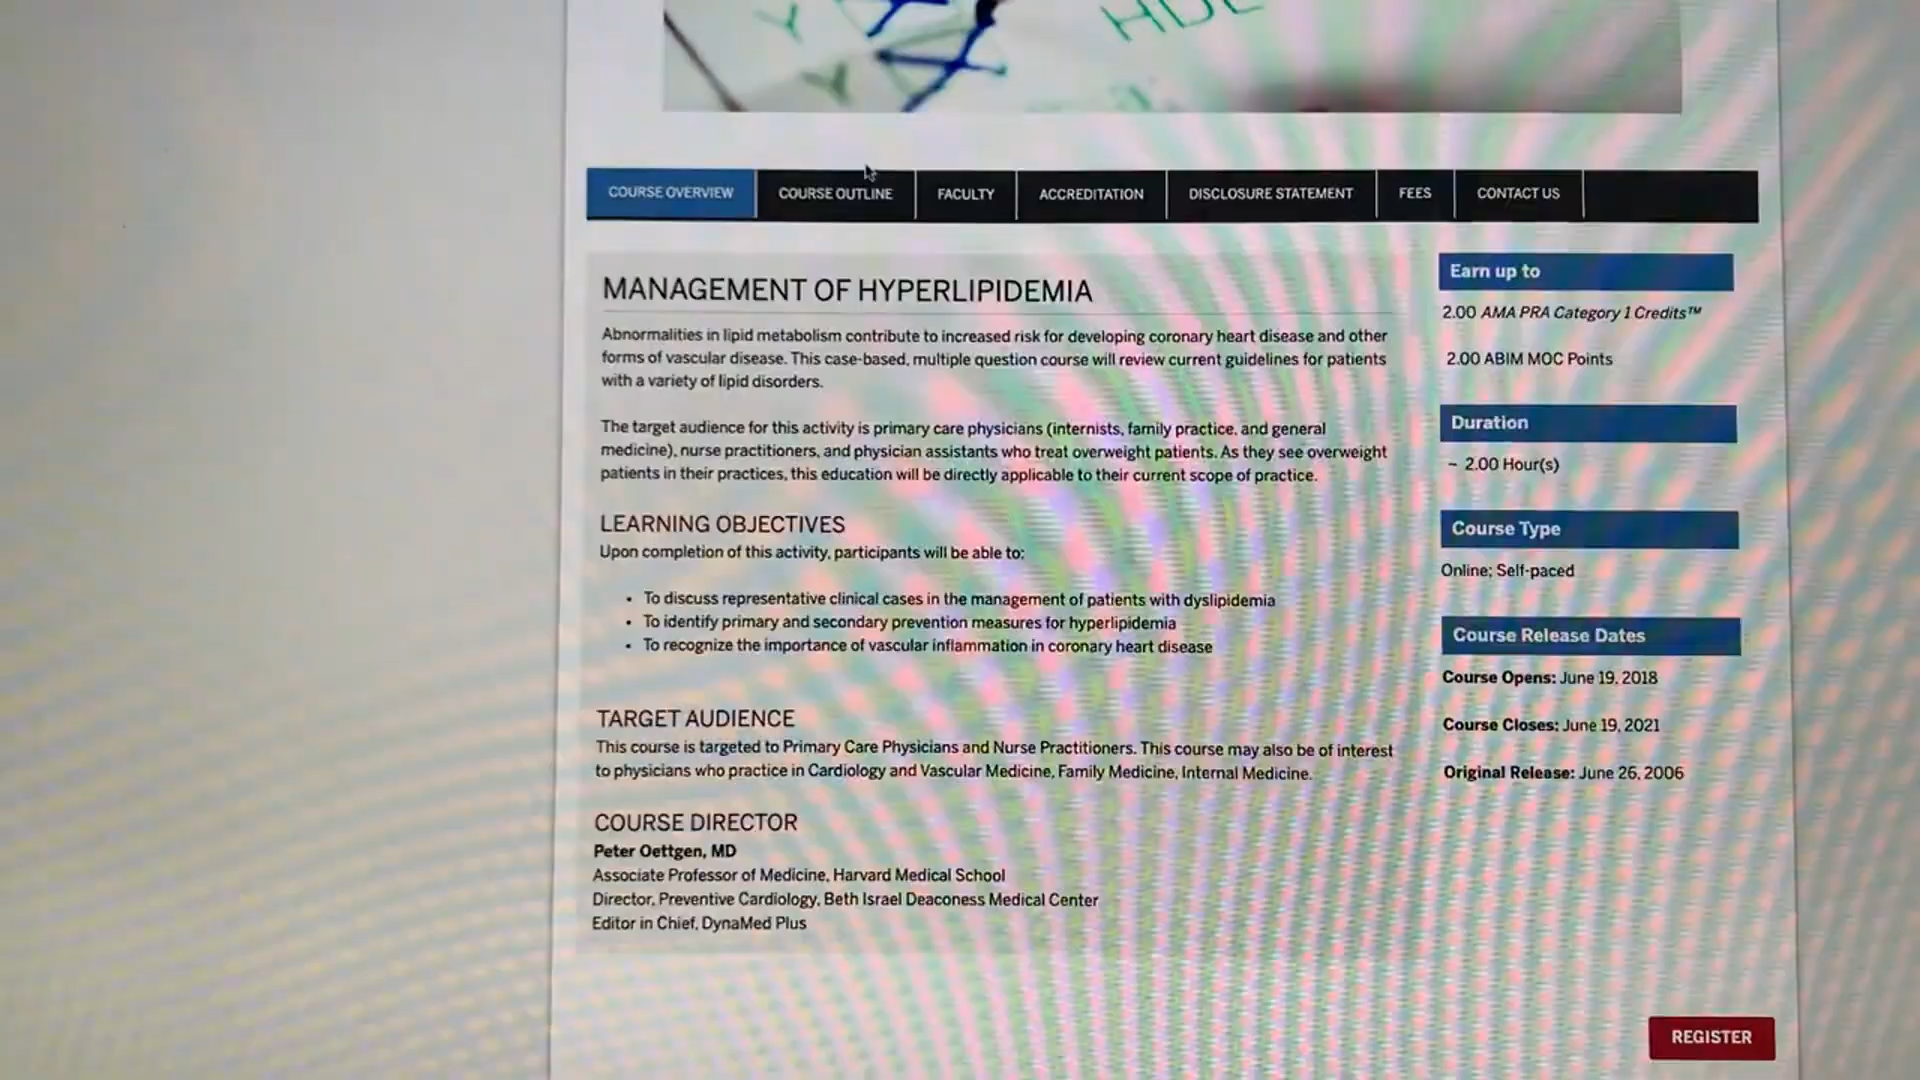 HDL
COURSE OVERVIEW
COURSE OUTLINE
FACULTY
ACCREDITATION
DISCLOSURE STATEMENT
FEES
CONTACT US
MANAGEMENT OF HYPERLIPIDEMIA
Abnormalities in lipid metabolism contribute to increased risk for developing coronary heart disease and other
forms of vascular disease. This case-based, multiple question course will review current guidelines for patients
with a variety of lipid disorders.
The target audience for this activity is primary care physicians (internists, family practice, and general
medicine), nurse practitioners, and physician assistants who treat overweight patients. As they see overweight
patients in their practices, this education will be directly applicable to their current scope of practice.
LEARNING OBJECTIVES
Upon completion of this activity, participants will be able to:
• To discuss representative clinical cases in the management of patients with dyslipidemia
• To identify primary and secondary prevention measures for hyperlipidemia
• To recognize the importance of vascular inflammation in coronary heart disease
TARGET AUDIENCE
This course is targeted to Primary Care Physicians and Nurse Practitioners. This course may also be of interest
to physicians who practice in Cardiology and Vascular Medicine, Family Medicine, Internal Medicine.
COURSE DIRECTOR
Peter Oettgen, MD
Associate Professor of Medicine, Harvard Medical School
Director, Preventive Cardiology, Beth Israel Deaconess Medical Center
Editor in Chief, DynaMed Plus
Earn up to
2.00 AMA PRA Category 1 Credits™
2.00 ABIM MOC Points
Duration
~ 2.00 Hour(s)
Course Type
Online; Self-paced
Course Release Dates
Course Opens: June 19, 2018
Course Closes: June 19, 2021
Original Release: June 26, 2006
REGISTER